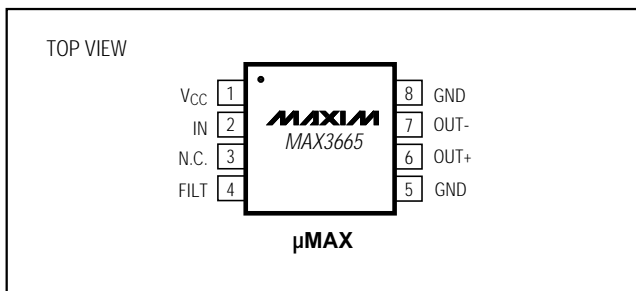 TOP VIEW
VCC 1
IN 2
N.C. 3
FILT 4
MAXIM
MAX3665
8 GND
7 OUT-
6 OUT+
5 GND
µMAX